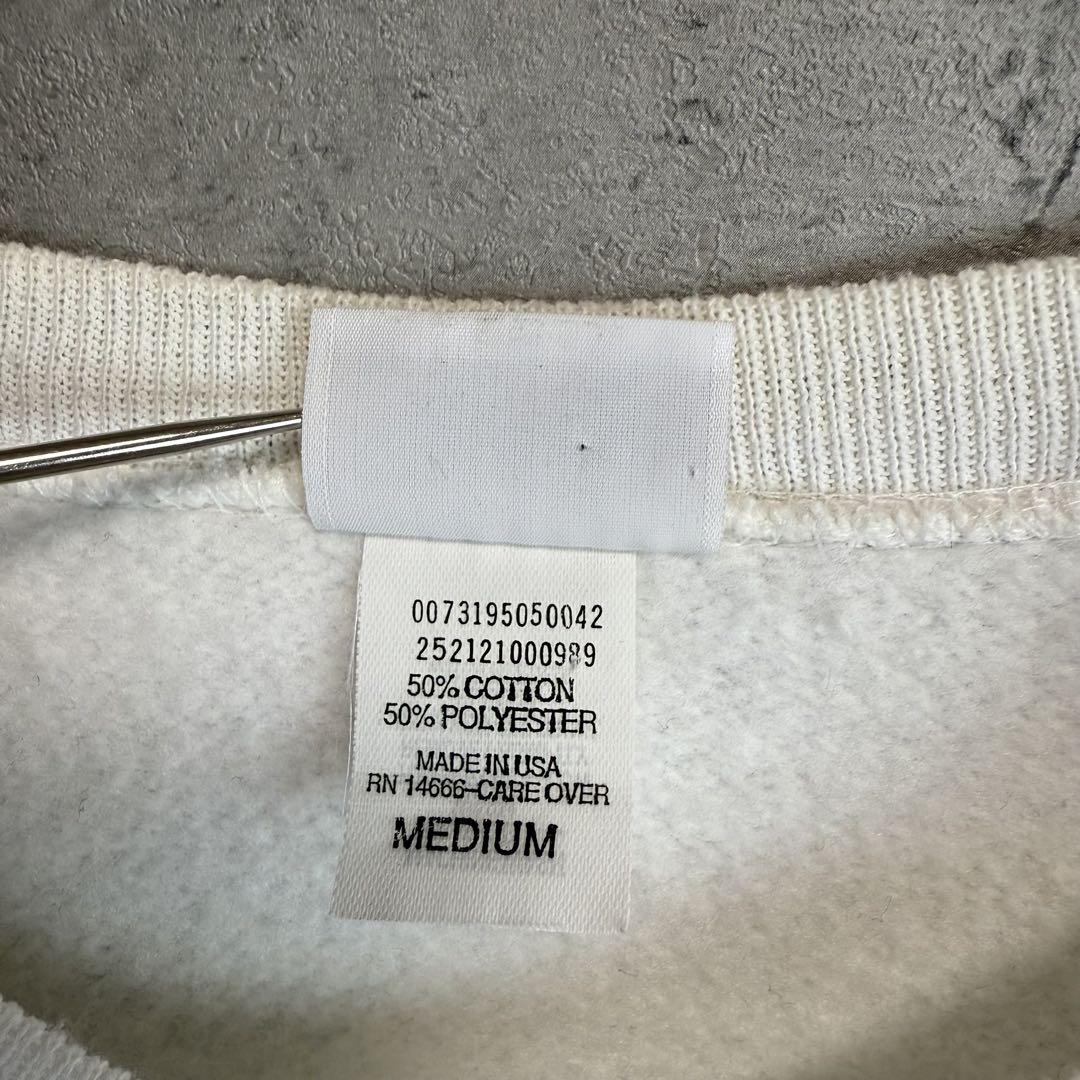 0073195050042
252121000989
50% COTTON
50% POLYESTER
MADE IN USA
RN 14666-CARE OVER
MEDIUM